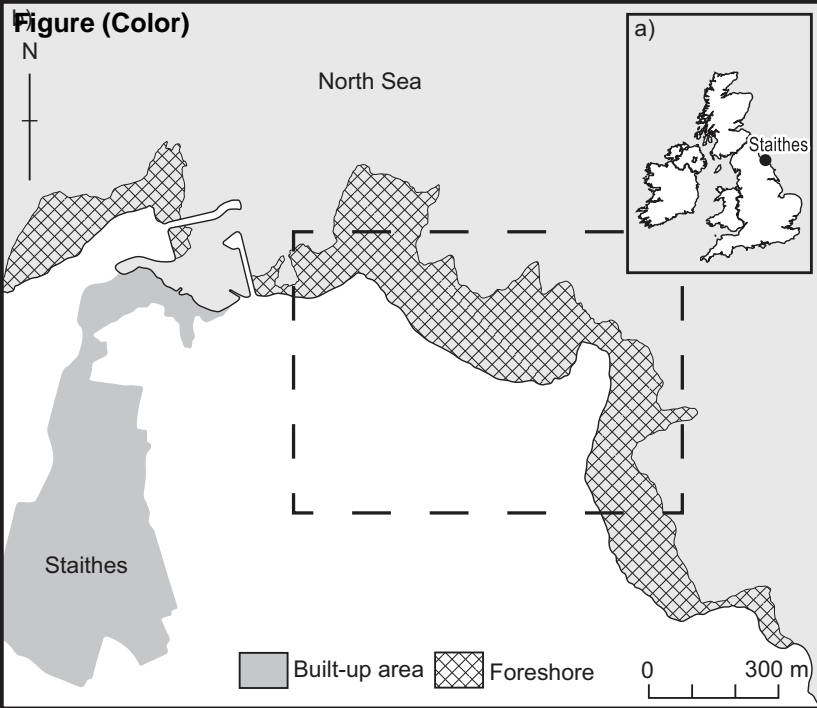 Figure (Color)
N
North Sea
a)
Staithes
Staithes
Built-up area
Foreshore
0
300 m